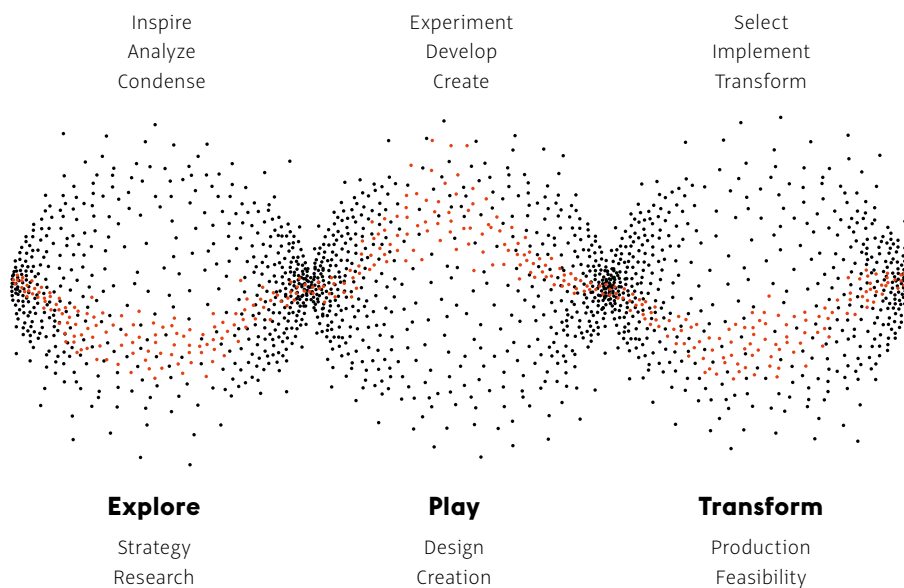 Inspire
Analyze
Condense
Experiment
Develop
Create
Select
Implement
Transform
Explore
Strategy
Research
Play
Design
Creation
Transform
Production
Feasibility